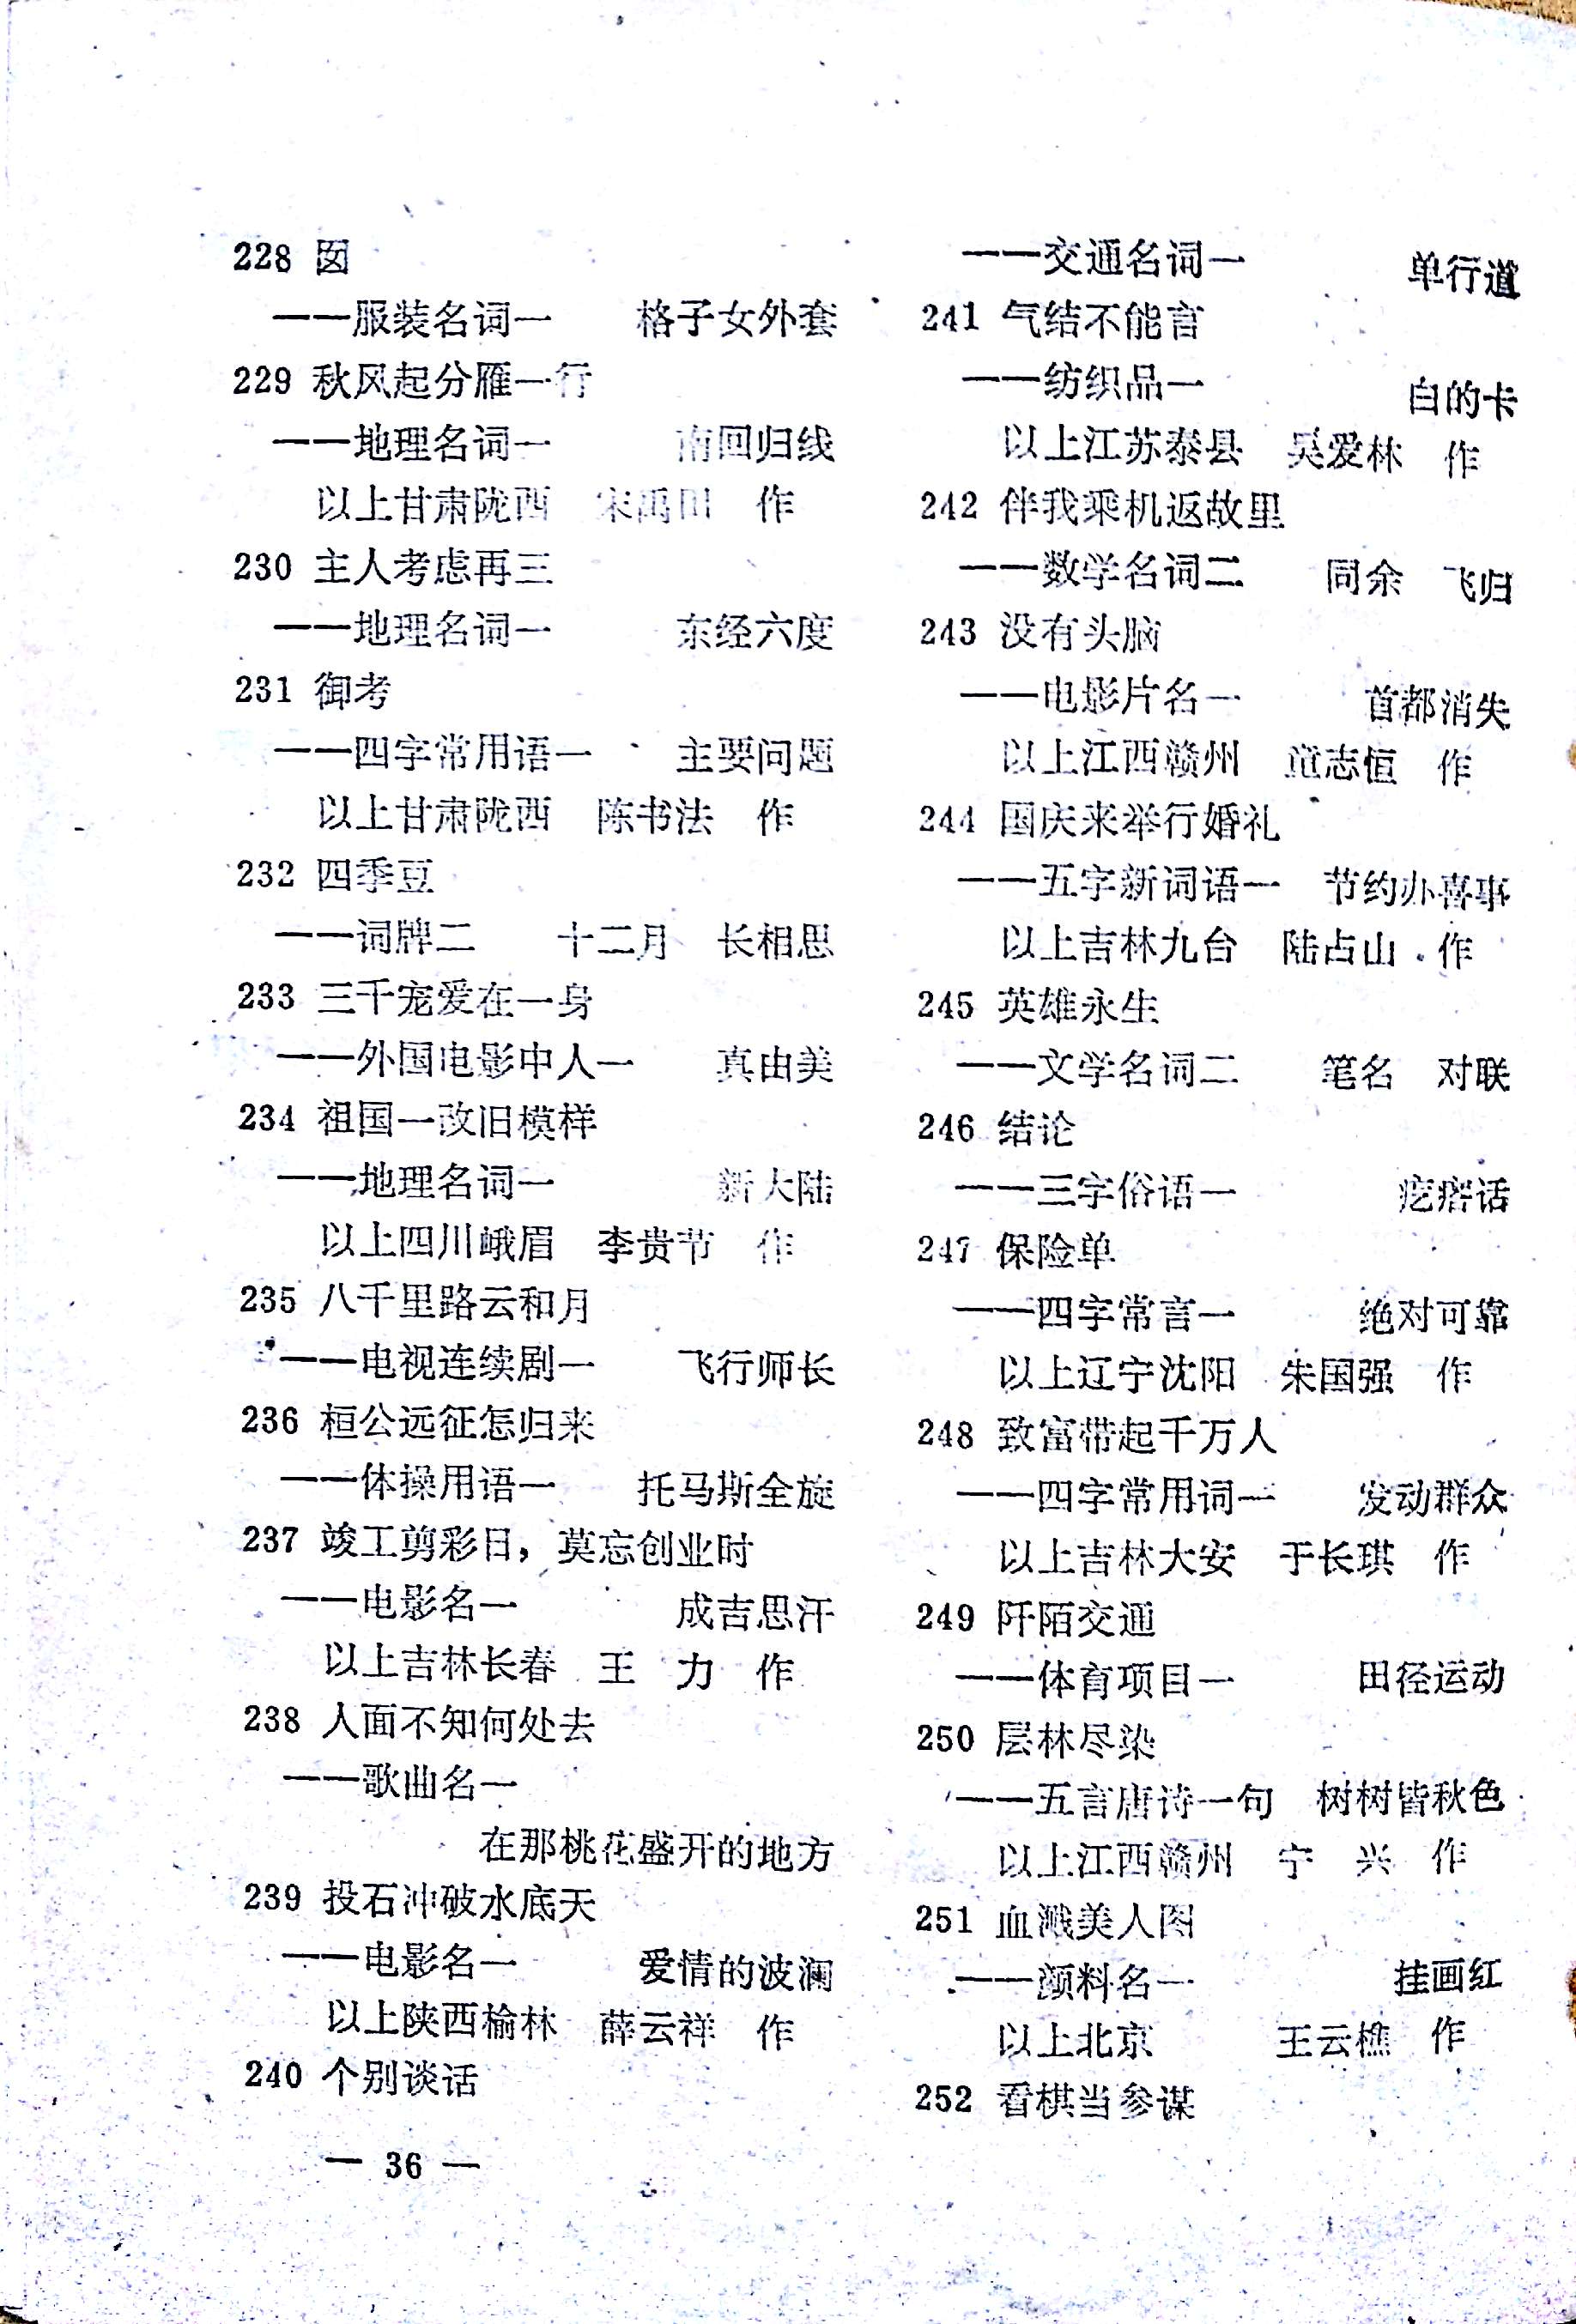 228 囡
——服装名词一 格子女外套
229 秋风起分雁一行
——地理名词一 南回归线
以上甘肃陇西 宋禹田 作
230 主人考虑再三
——地理名词一 东经六度
231 御考
——四字常用语一 主要问题
以上甘肃陇西 陈书法 作
232 四季豆
——词牌二 十二月 长相思
233 三千宠爱在一身
——外国电影中人一 真由美
234 祖国一改旧模样
——地理名词一 新大陆
以上四川峨眉 李贵节 作
235 八千里路云和月
——电视连续剧一 飞行师长
236 桓公远征怎归来
——体操用语一 托马斯全旋
237 竣工剪彩日，莫忘创业时
——电影名一 成吉思汗
以上吉林长春 王 力 作
238 人面不知何处去
——歌曲名一
在那桃花盛开的地方
239 投石冲破水底天
——电影名一 爱情的波澜
以上陕西榆林 薛云祥 作
240 个别谈话
— 36 —
——交通名词一 单行道
241 气结不能言
——纺织品一 白的卡
以上江苏泰县 吴爱林 作
242 伴我乘机返故里
——数学名词二 同余 飞归
243 没有头脑
——电影片名一 首都消失
以上江西赣州 童志恒 作
244 国庆来举行婚礼
——五字新词语一 节约办喜事
以上吉林九台 陆占山 作
245 英雄永生
——文学名词二 笔名 对联
246 结论
——三字俗语一 疙瘩话
247 保险单
——四字常言一 绝对可靠
以上辽宁沈阳 朱国强 作
248 致富带起千万人
——四字常用词一 发动群众
以上吉林大安 于长琪 作
249 阡陌交通
——体育项目一 田径运动
250 层林尽染
——五言唐诗一句 树树皆秋色
以上江西赣州 宁 兴 作
251 血溅美人图
——颜料名一 挂画红
以上北京 王云樵 作
252 看棋当参谋